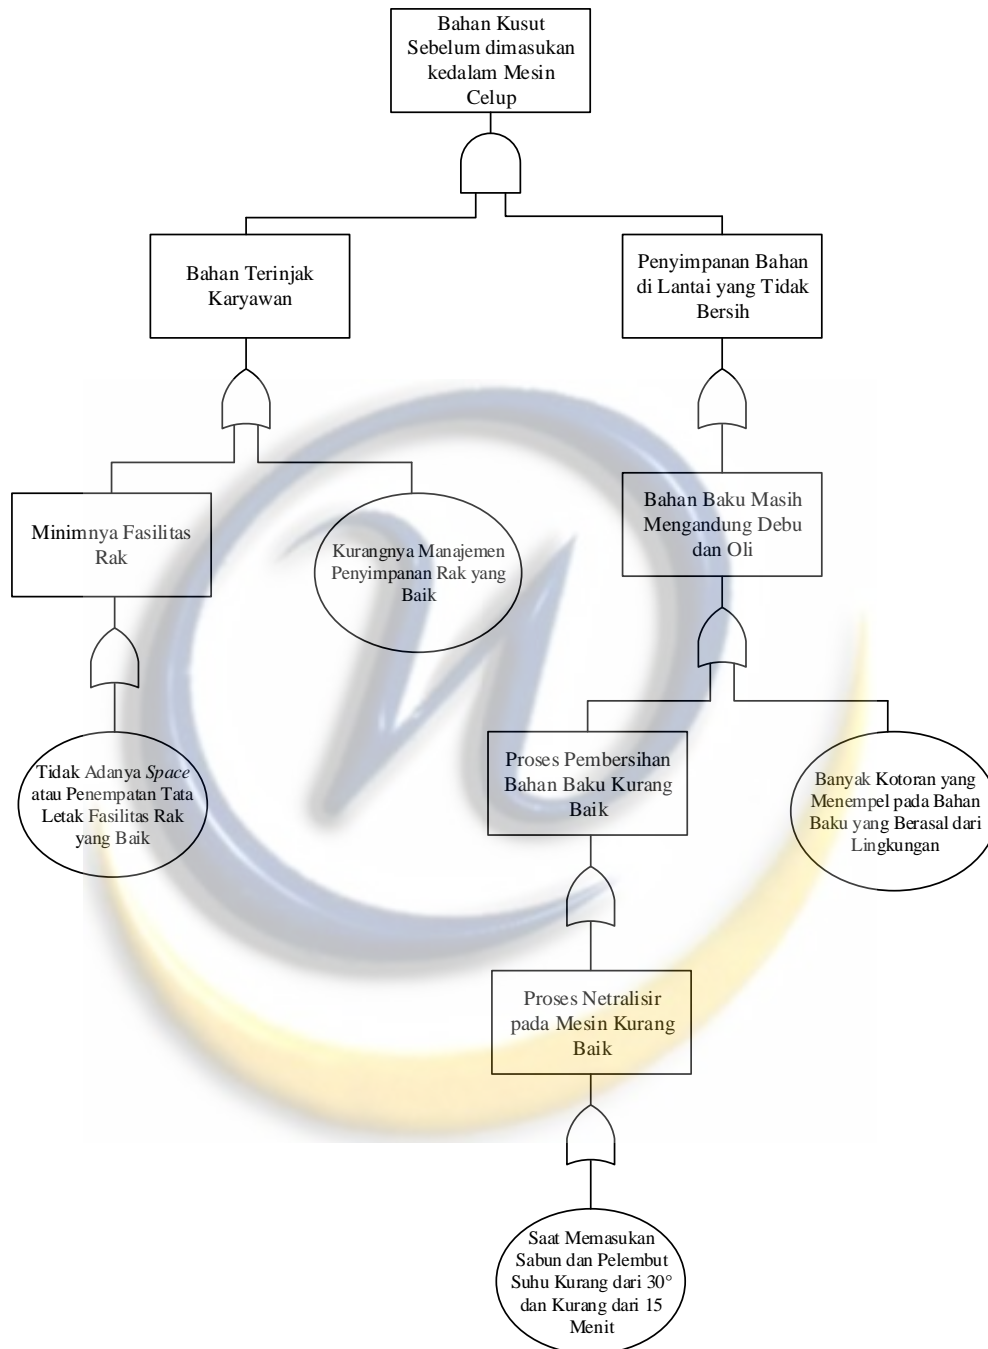 Bahan Kusut
Sebelum dimasukan
kedalam Mesin
Celup
Bahan Terinjak
Karyawan
Penyimpanan Bahan
di Lantai yang Tidak
Bersih
Minimnya Fasilitas
Rak
Kurangnya Manajemen
Penyimpanan Rak yang
Baik
Bahan Baku Masih
Mengandung Debu
dan Oli
Tidak Adanya Space
atau Penempatan Tata
Letak Fasilitas Rak
yang Baik
Proses Pembersihan
Bahan Baku Kurang
Baik
Banyak Kotoran yang
Menempel pada Bahan
Baku yang Berasal dari
Lingkungan
Proses Netralisir
pada Mesin Kurang
Baik
Saat Memasukan
Sabun dan Pelembut
Suhu Kurang dari 30°
dan Kurang dari 15
Menit